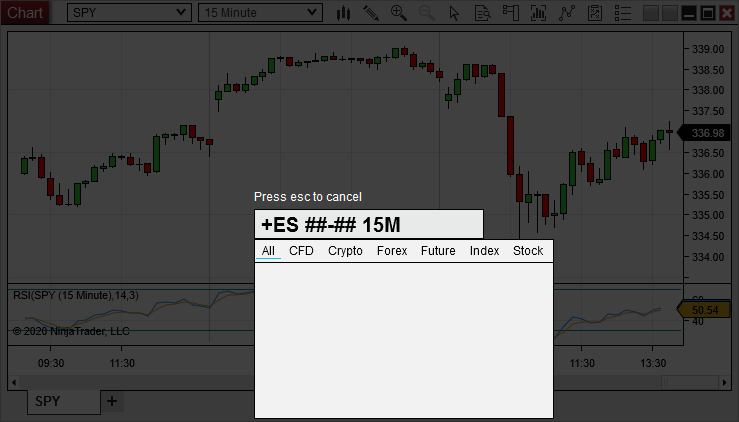 Chart SPY 15 Minute
339.00
338.50
338.00
337.50
336.98
336.50
336.00
335.50
335.00
334.50
334.00
Press esc to cancel
+ES ##-## 15M
All CFD Crypto Forex Future Index Stock
RSI(SPY (15 Minute),14,3)
50.54
40
© 2020 NinjaTrader, LLC
09:30 11:30 11:30 13:30
SPY +